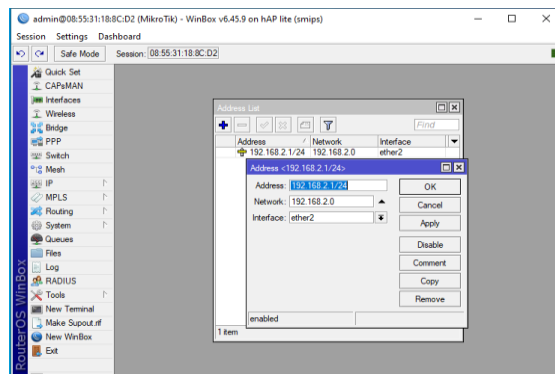 admin@08:55:31:18:8C:D2 (MikroTik) - WinBox v6.45.9 on hAP lite (smips)
Session Settings Dashboard
Safe Mode Session: 08:55:31:18:8C:D2
Quick Set
CAPsMAN
Interfaces
Wireless
Bridge
PPP
Switch
Mesh
IP
MPLS
Routing
System
Queues
Files
Log
RADIUS
Tools
New Terminal
Make Supout.rif
New WinBox
Exit
RouterOS WinBox
Address List
Find
Address / Network Interface
192.168.2.1/24 192.168.2.0 ether2
Address <192.168.2.1/24>
Address: 192.168.2.1/24
Network: 192.168.2.0
Interface: ether2
OK
Cancel
Apply
Disable
Comment
Copy
Remove
enabled
1 item